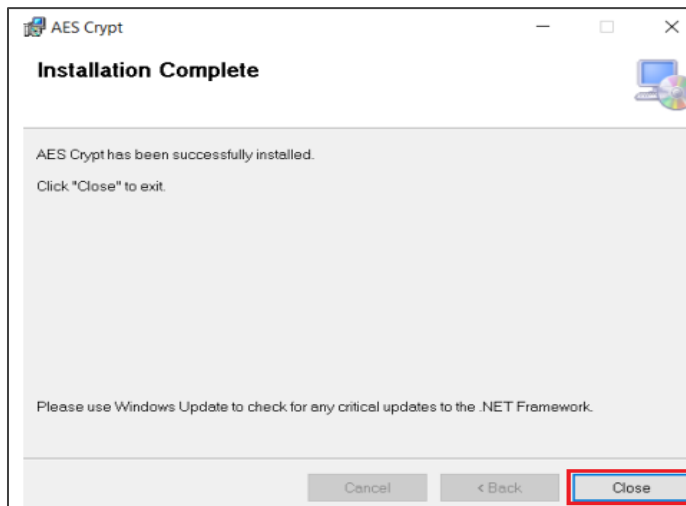 AES Crypt
Installation Complete
AES Crypt has been successfully installed.
Click "Close" to exit.
Please use Windows Update to check for any critical updates to the .NET Framework.
Cancel
< Back
Close